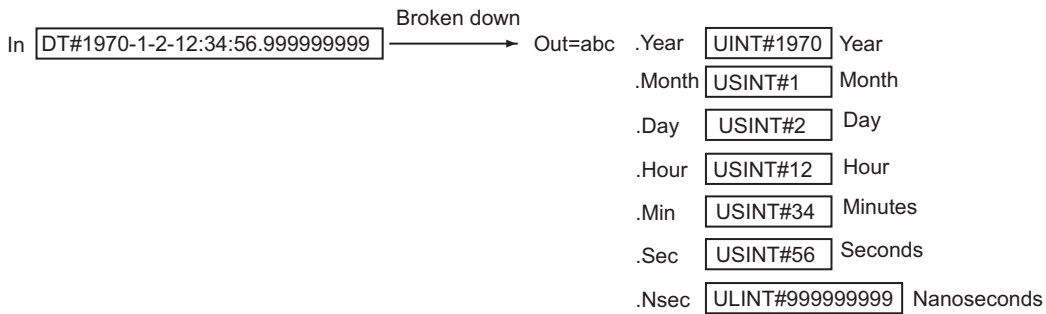 Broken down
In DT#1970-1-2-12:34:56.999999999 Out=abc .Year UINT#1970 Year
.Month USINT#1 Month
.Day USINT#2 Day
.Hour USINT#12 Hour
.Min USINT#34 Minutes
.Sec USINT#56 Seconds
.Nsec ULINT#999999999 Nanoseconds